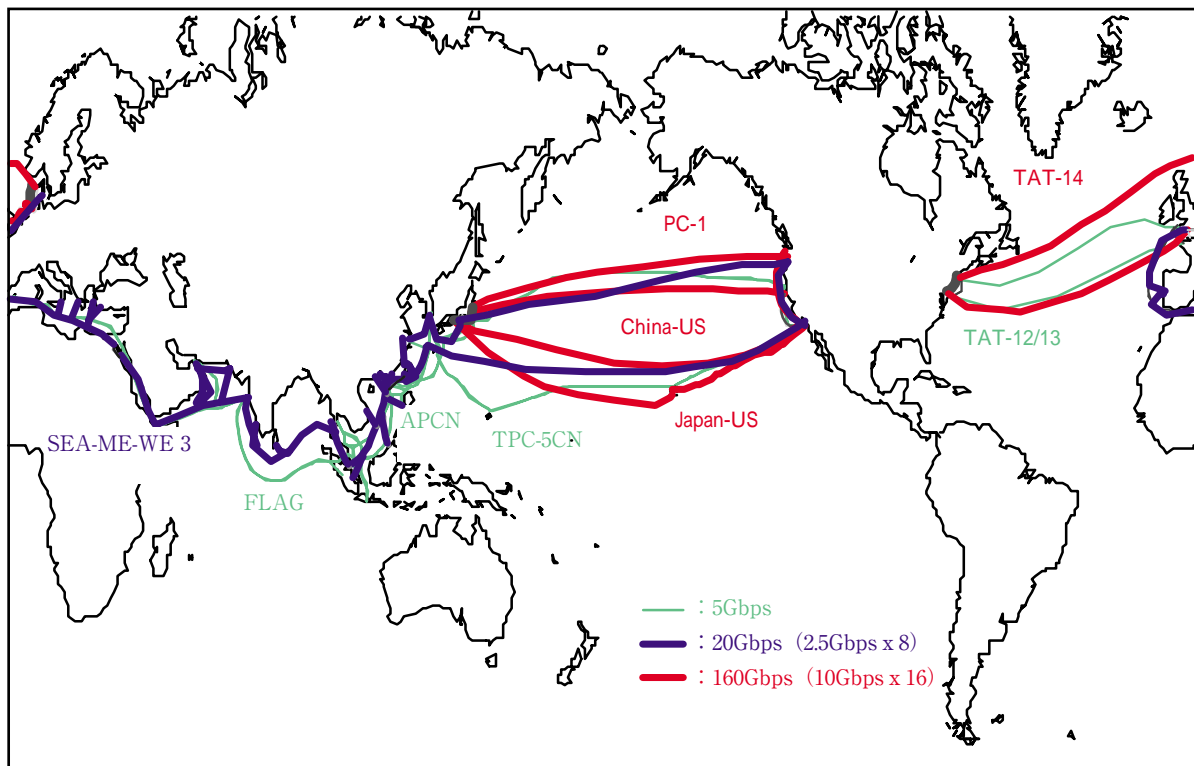 TAT-14
PC-1
China-US
TAT-12/13
Japan-US
APCN
TPC-5CN
SEA-ME-WE 3
FLAG
：5Gbps
：20Gbps（2.5Gbps x 8）
：160Gbps（10Gbps x 16）